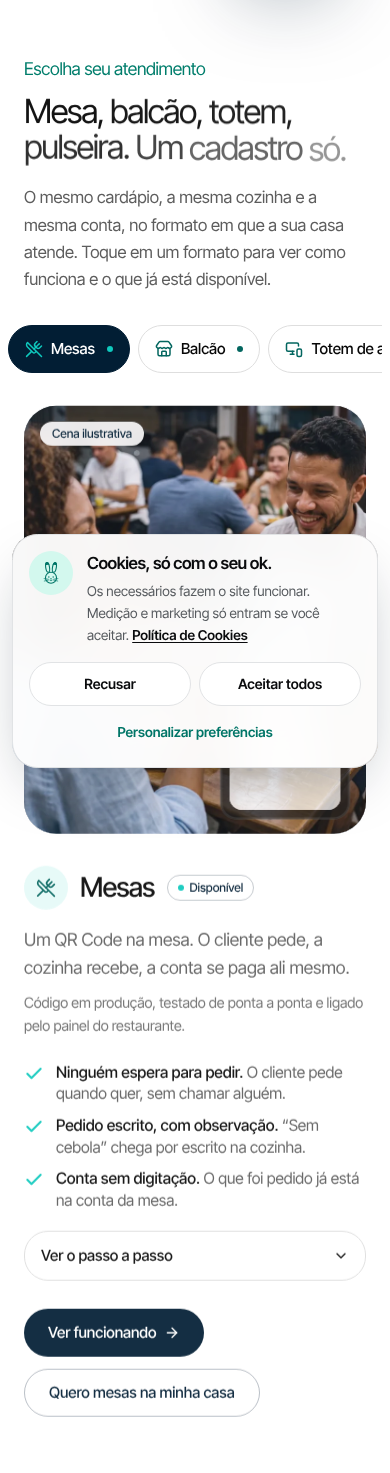 Escolha seu atendimento
Mesa, balcão, totem,
pulseira. Um cadastro só.
O mesmo cardápio, a mesma cozinha e a
mesma conta, no formato em que a sua casa
atende. Toque em um formato para ver como
funciona e o que já está disponível.
Mesas
Balcão
Totem de a
Cena ilustrativa
Cookies, só com o seu ok.
Os necessários fazem o site funcionar.
Medição e marketing só entram se você
aceitar. Política de Cookies
Recusar
Aceitar todos
Personalizar preferências
Mesas
Disponível
Um QR Code na mesa. O cliente pede, a
cozinha recebe, a conta se paga ali mesmo.
Código em produção, testado de ponta a ponta e ligado
pelo painel do restaurante.
Ninguém espera para pedir. O cliente pede
quando quer, sem chamar alguém.
Pedido escrito, com observação. “Sem
cebola” chega por escrito na cozinha.
Conta sem digitação. O que foi pedido já está
na conta da mesa.
Ver o passo a passo
Ver funcionando
Quero mesas na minha casa